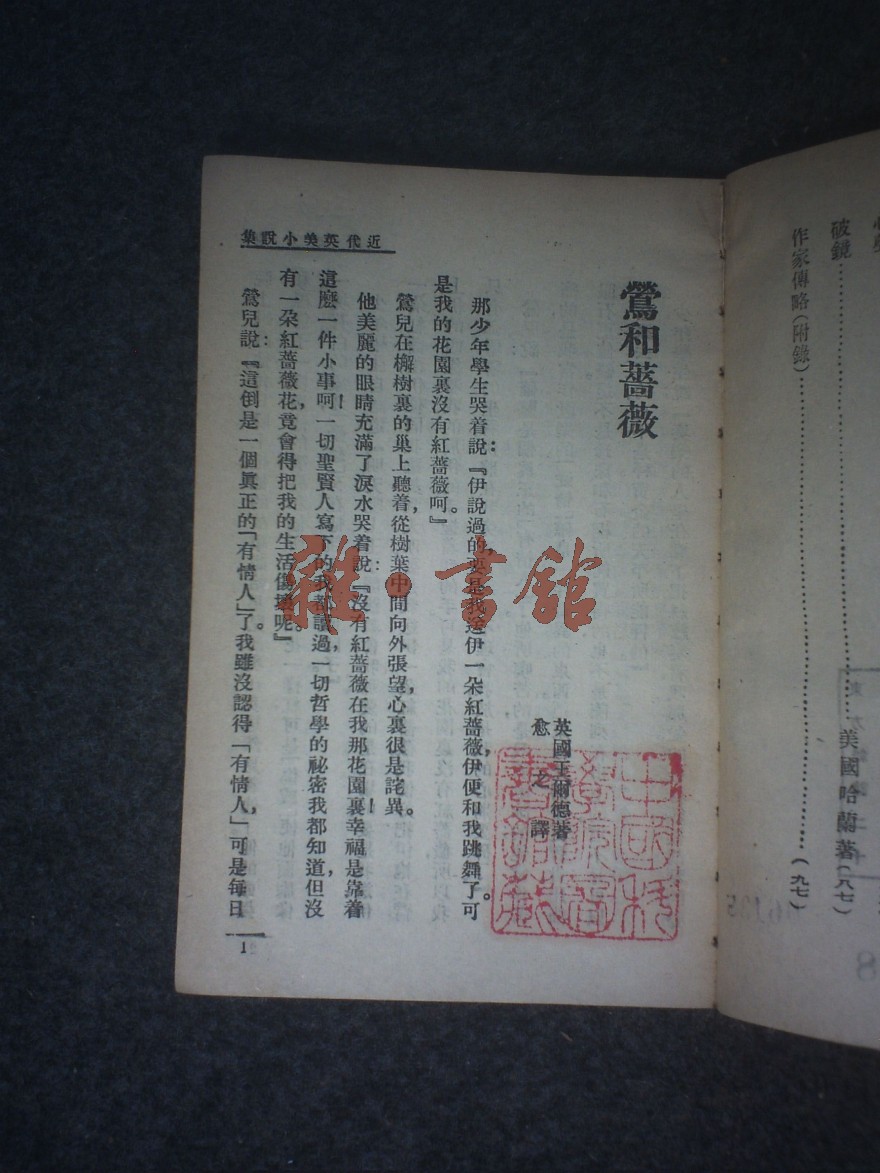 作家傳略(附錄)……(九七)
破鏡……美國哈蘭著(八七)
鶯和薔薇
英國王爾德著
愈之譯
那少年學生哭着說：『伊說過的，要是我送伊一朵紅薔薇，伊便和我跳舞了。可
是我的花園裏沒有紅薔薇呵。』
鶯兒在檞樹裏的巢上聽着，從樹葉中間向外張望，心裏很是詫異。
他美麗的眼睛充滿了淚水哭着說：『沒有紅薔薇在我那花園裏！幸福是靠着
這麼一件小事呵！一切聖賢人寫下的我都讀過，一切哲學的祕密我都知道，但沒
有一朵紅薔薇花，竟會得把我的生活傷壞呢。』
鶯兒說：『這倒是一個眞正的「有情人」了。我雖沒認得「有情人」，可是每日
近代英美小說集
1
雜·書館